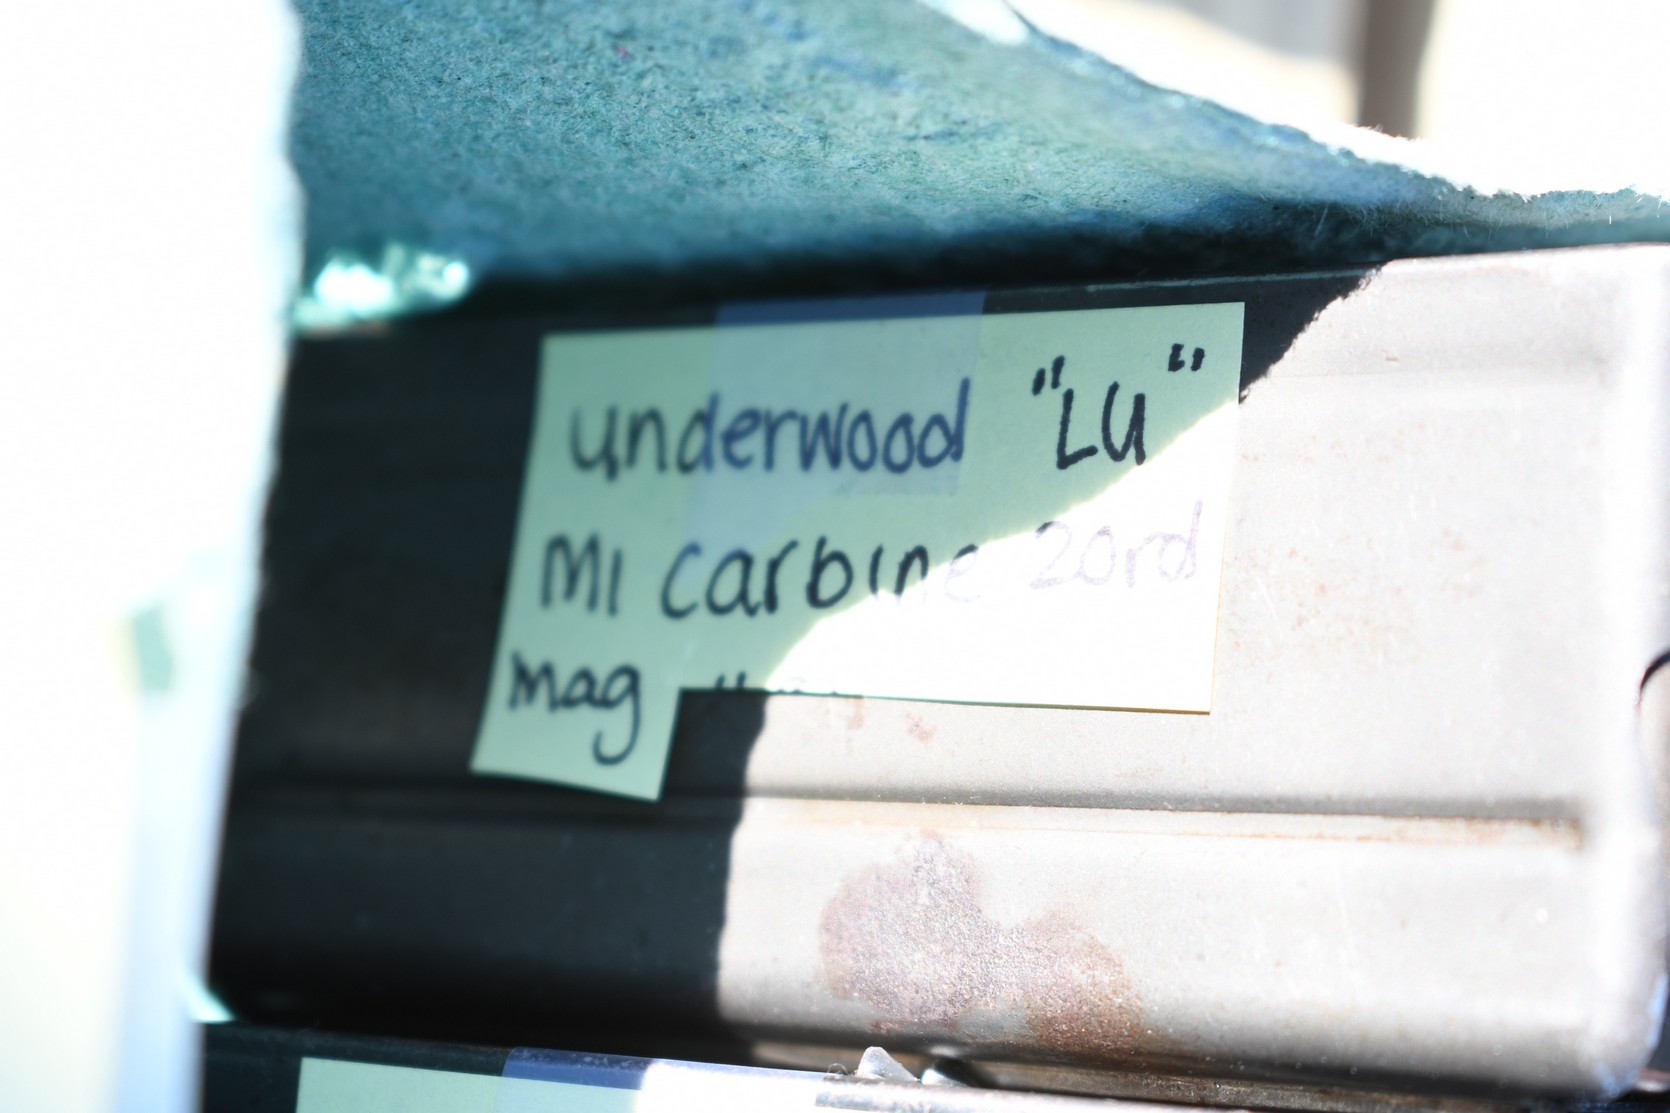 underwood "LU"
M1 carbine 20rd
mag